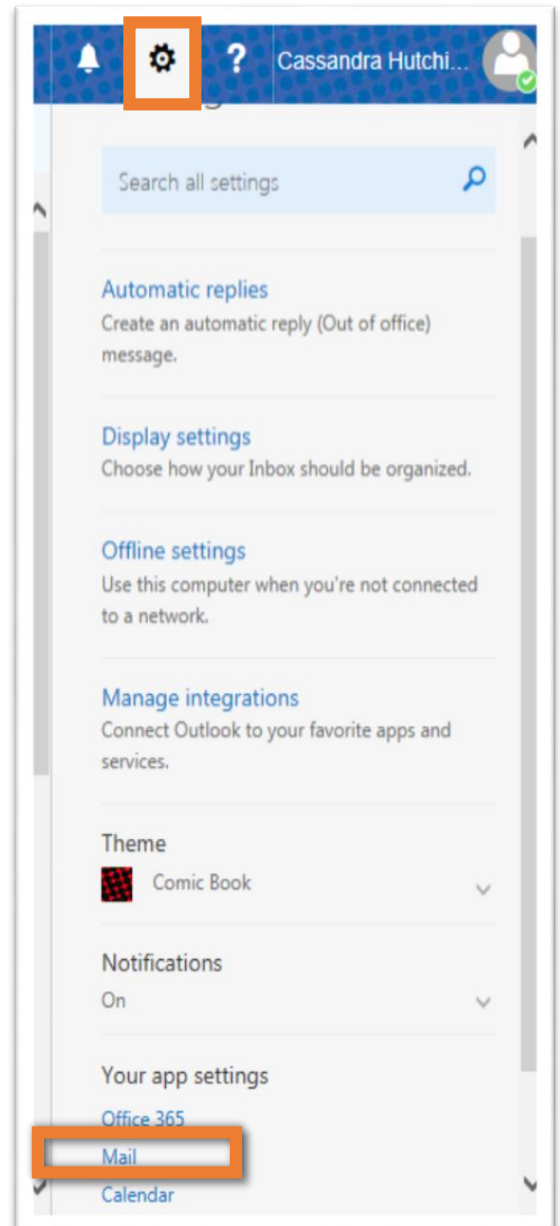 ? Cassandra Hutchi...
Search all settings
Automatic replies
Create an automatic reply (Out of office)
message.
Display settings
Choose how your Inbox should be organized.
Offline settings
Use this computer when you're not connected
to a network.
Manage integrations
Connect Outlook to your favorite apps and
services.
Theme
Comic Book
Notifications
On
Your app settings
Office 365
Mail
Calendar